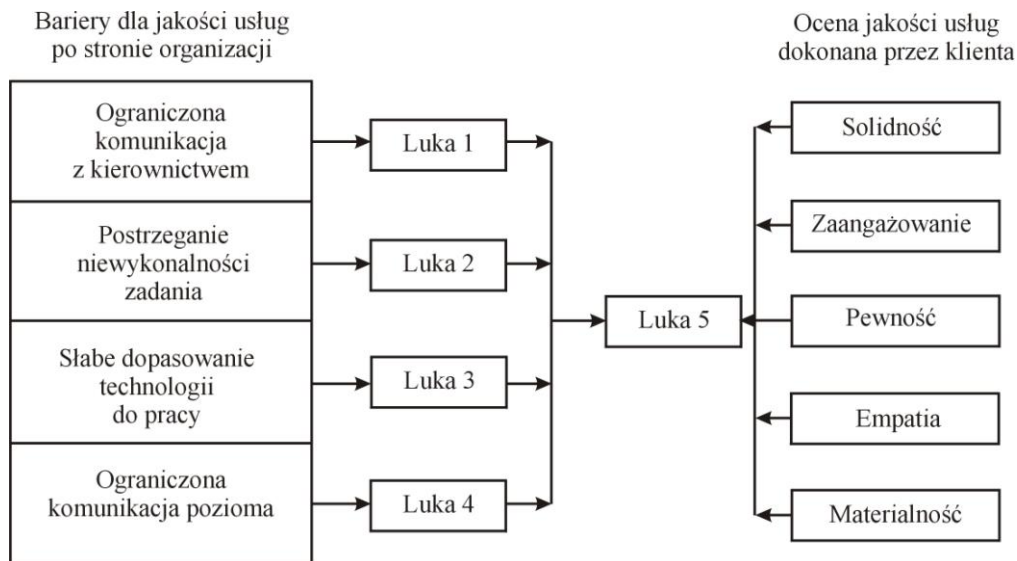 Bariery dla jakości usług
po stronie organizacji
Ograniczona
komunikacja
z kierownictwem
Postrzeganie
niewykonalności
zadania
Słabe dopasowanie
technologii
do pracy
Ograniczona
komunikacja pozioma
Luka 1
Luka 2
Luka 3
Luka 4
Luka 5
Ocena jakości usług
dokonana przez klienta
Solidność
Zaangażowanie
Pewność
Empatia
Materialność